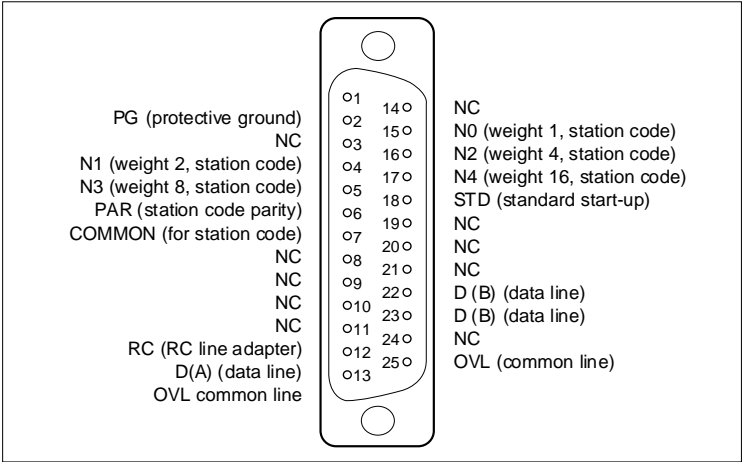 PG (protective ground)
NC
N1 (weight 2, station code)
N3 (weight 8, station code)
PAR (station code parity)
COMMON (for station code)
NC
NC
NC
NC
RC (RC line adapter)
D(A) (data line)
OVL common line
1
2
3
4
5
6
7
8
9
10
11
12
13
14
15
16
17
18
19
20
21
22
23
24
25
NC
N0 (weight 1, station code)
N2 (weight 4, station code)
N4 (weight 16, station code)
STD (standard start-up)
NC
NC
NC
D (B) (data line)
D (B) (data line)
NC
OVL (common line)